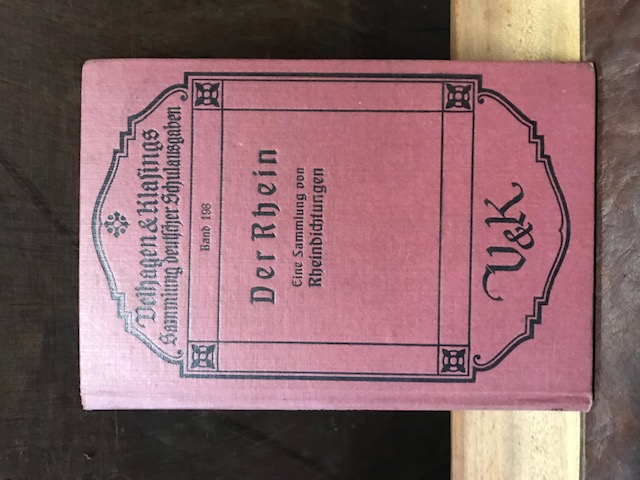 Velhagen & Klasings
Sammlung deutscher Schulausgaben
Band 198
Der Rhein
Eine Sammlung von
Rheindichtungen
V&K